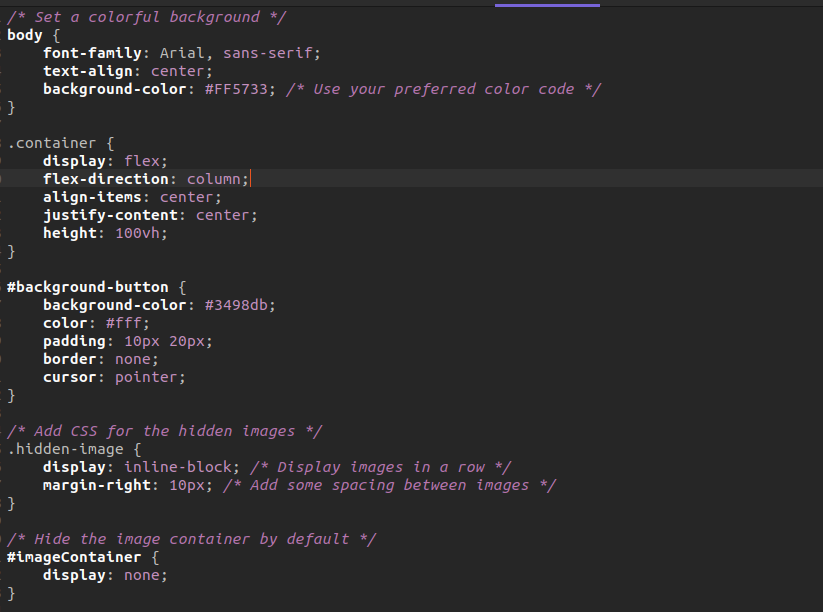 /* Set a colorful background */
body {
    font-family: Arial, sans-serif;
    text-align: center;
    background-color: #FF5733; /* Use your preferred color code */
}

.container {
    display: flex;
    flex-direction: column;
    align-items: center;
    justify-content: center;
    height: 100vh;
}

#background-button {
    background-color: #3498db;
    color: #fff;
    padding: 10px 20px;
    border: none;
    cursor: pointer;
}

/* Add CSS for the hidden images */
.hidden-image {
    display: inline-block; /* Display images in a row */
    margin-right: 10px; /* Add some spacing between images */
}

/* Hide the image container by default */
#imageContainer {
    display: none;
}